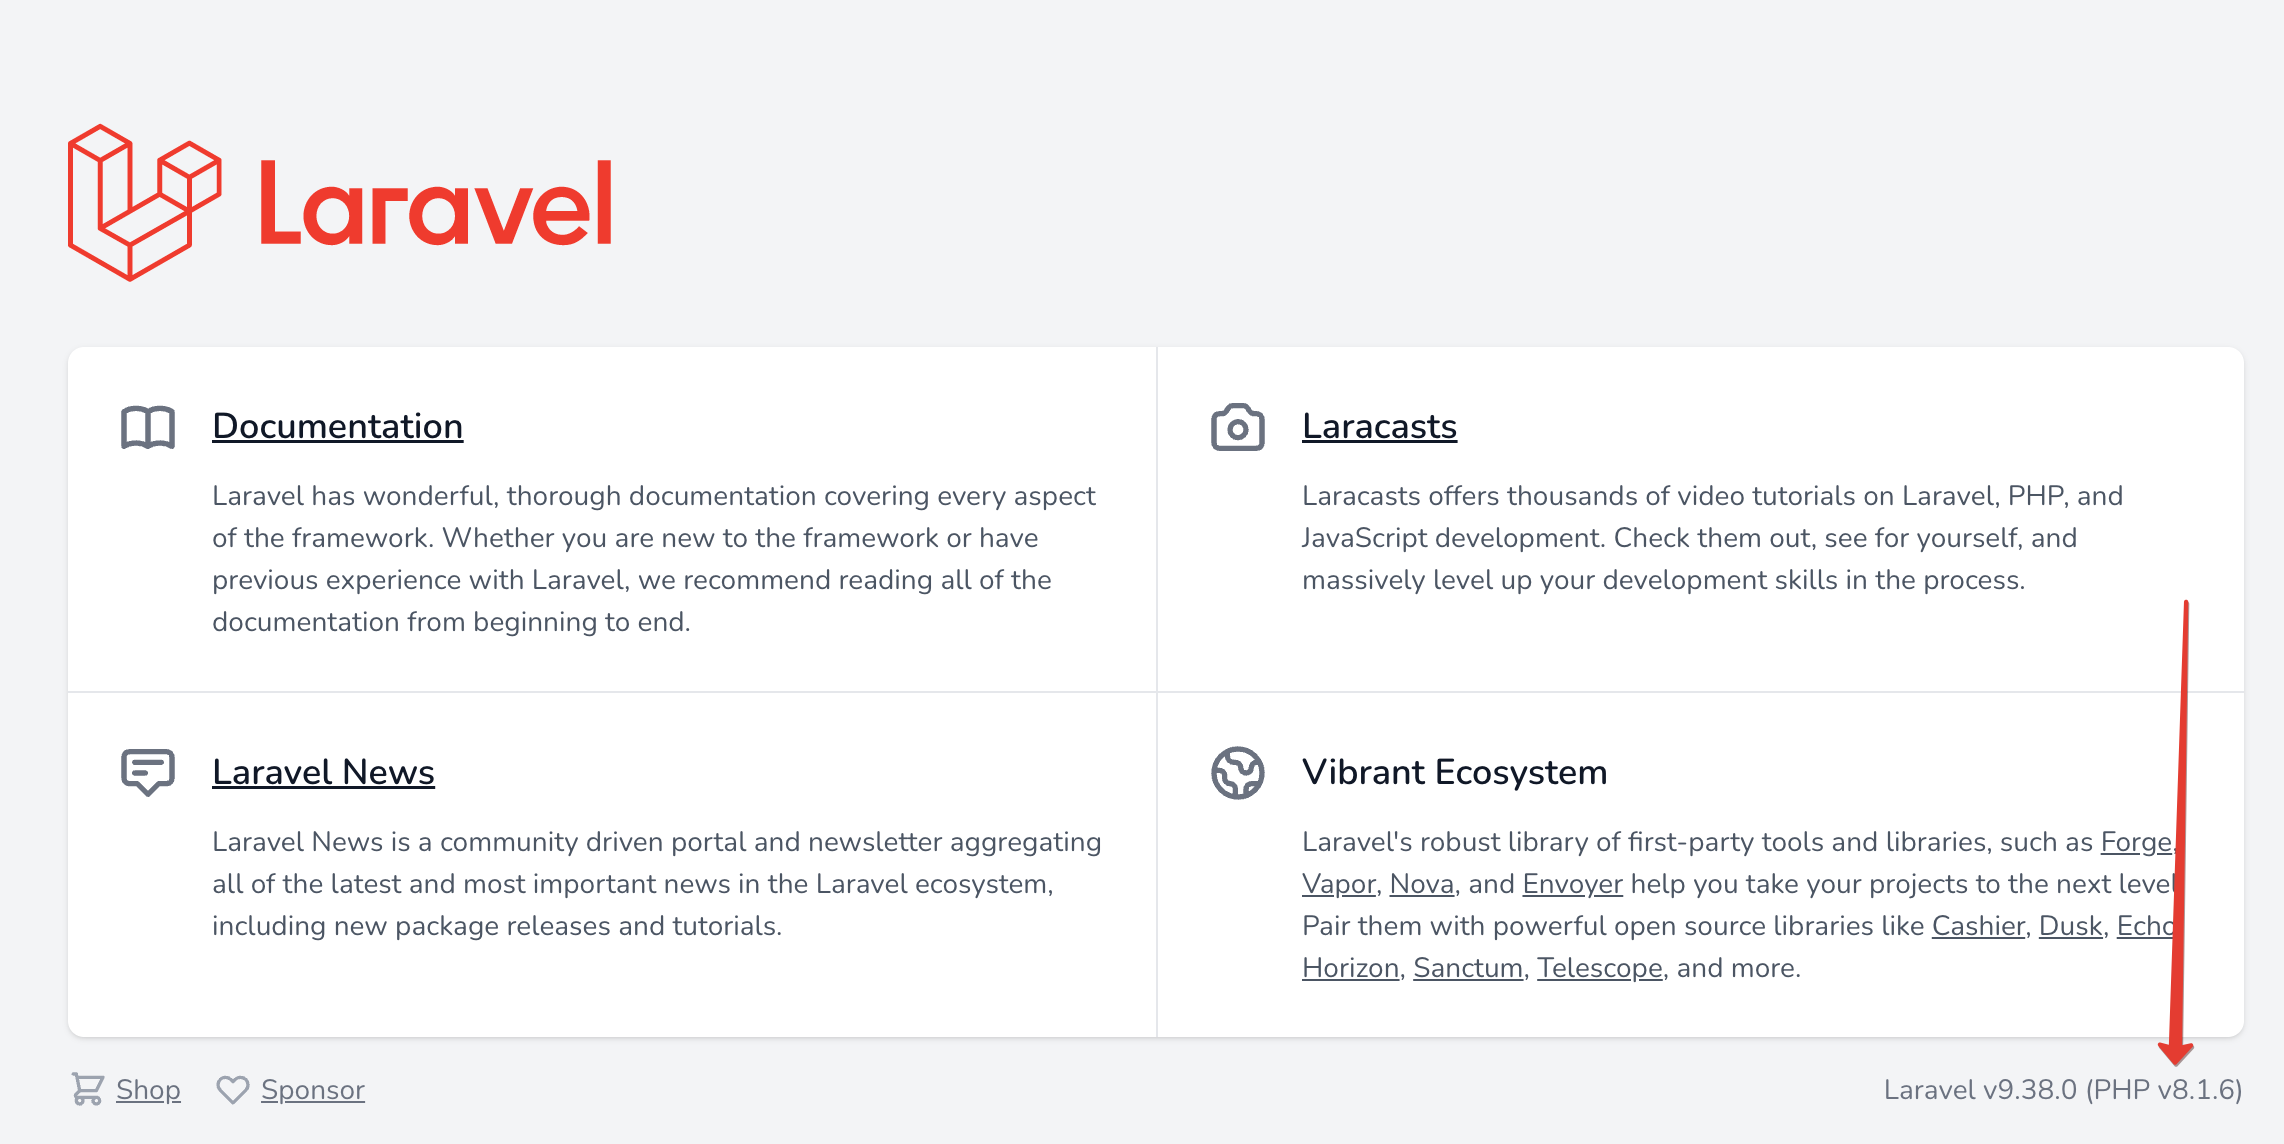 Laravel
Documentation
Laravel has wonderful, thorough documentation covering every aspect
of the framework. Whether you are new to the framework or have
previous experience with Laravel, we recommend reading all of the
documentation from beginning to end.
Laracasts
Laracasts offers thousands of video tutorials on Laravel, PHP, and
JavaScript development. Check them out, see for yourself, and
massively level up your development skills in the process.
Laravel News
Laravel News is a community driven portal and newsletter aggregating
all of the latest and most important news in the Laravel ecosystem,
including new package releases and tutorials.
Vibrant Ecosystem
Laravel's robust library of first-party tools and libraries, such as Forge,
Vapor, Nova, and Envoyer help you take your projects to the next level
Pair them with powerful open source libraries like Cashier, Dusk, Echo
Horizon, Sanctum, Telescope, and more.
Shop
Sponsor
Laravel v9.38.0 (PHP v8.1.6)